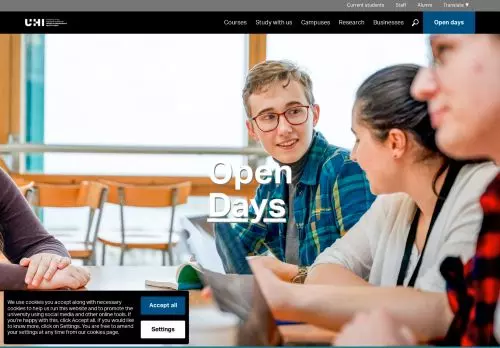 Current students Staff Alumni Translate ▼
UHI
Courses Study with us Campuses Research Businesses Open days
Open
Days
We use cookies you accept along with necessary
cookies to help us run this website and to promote the
university using social media and other online tools. If
you're happy with this, click Accept all. If you would like
to know more, click on Settings. You are free to amend
your settings at any time from our cookies page.
Accept all
Settings